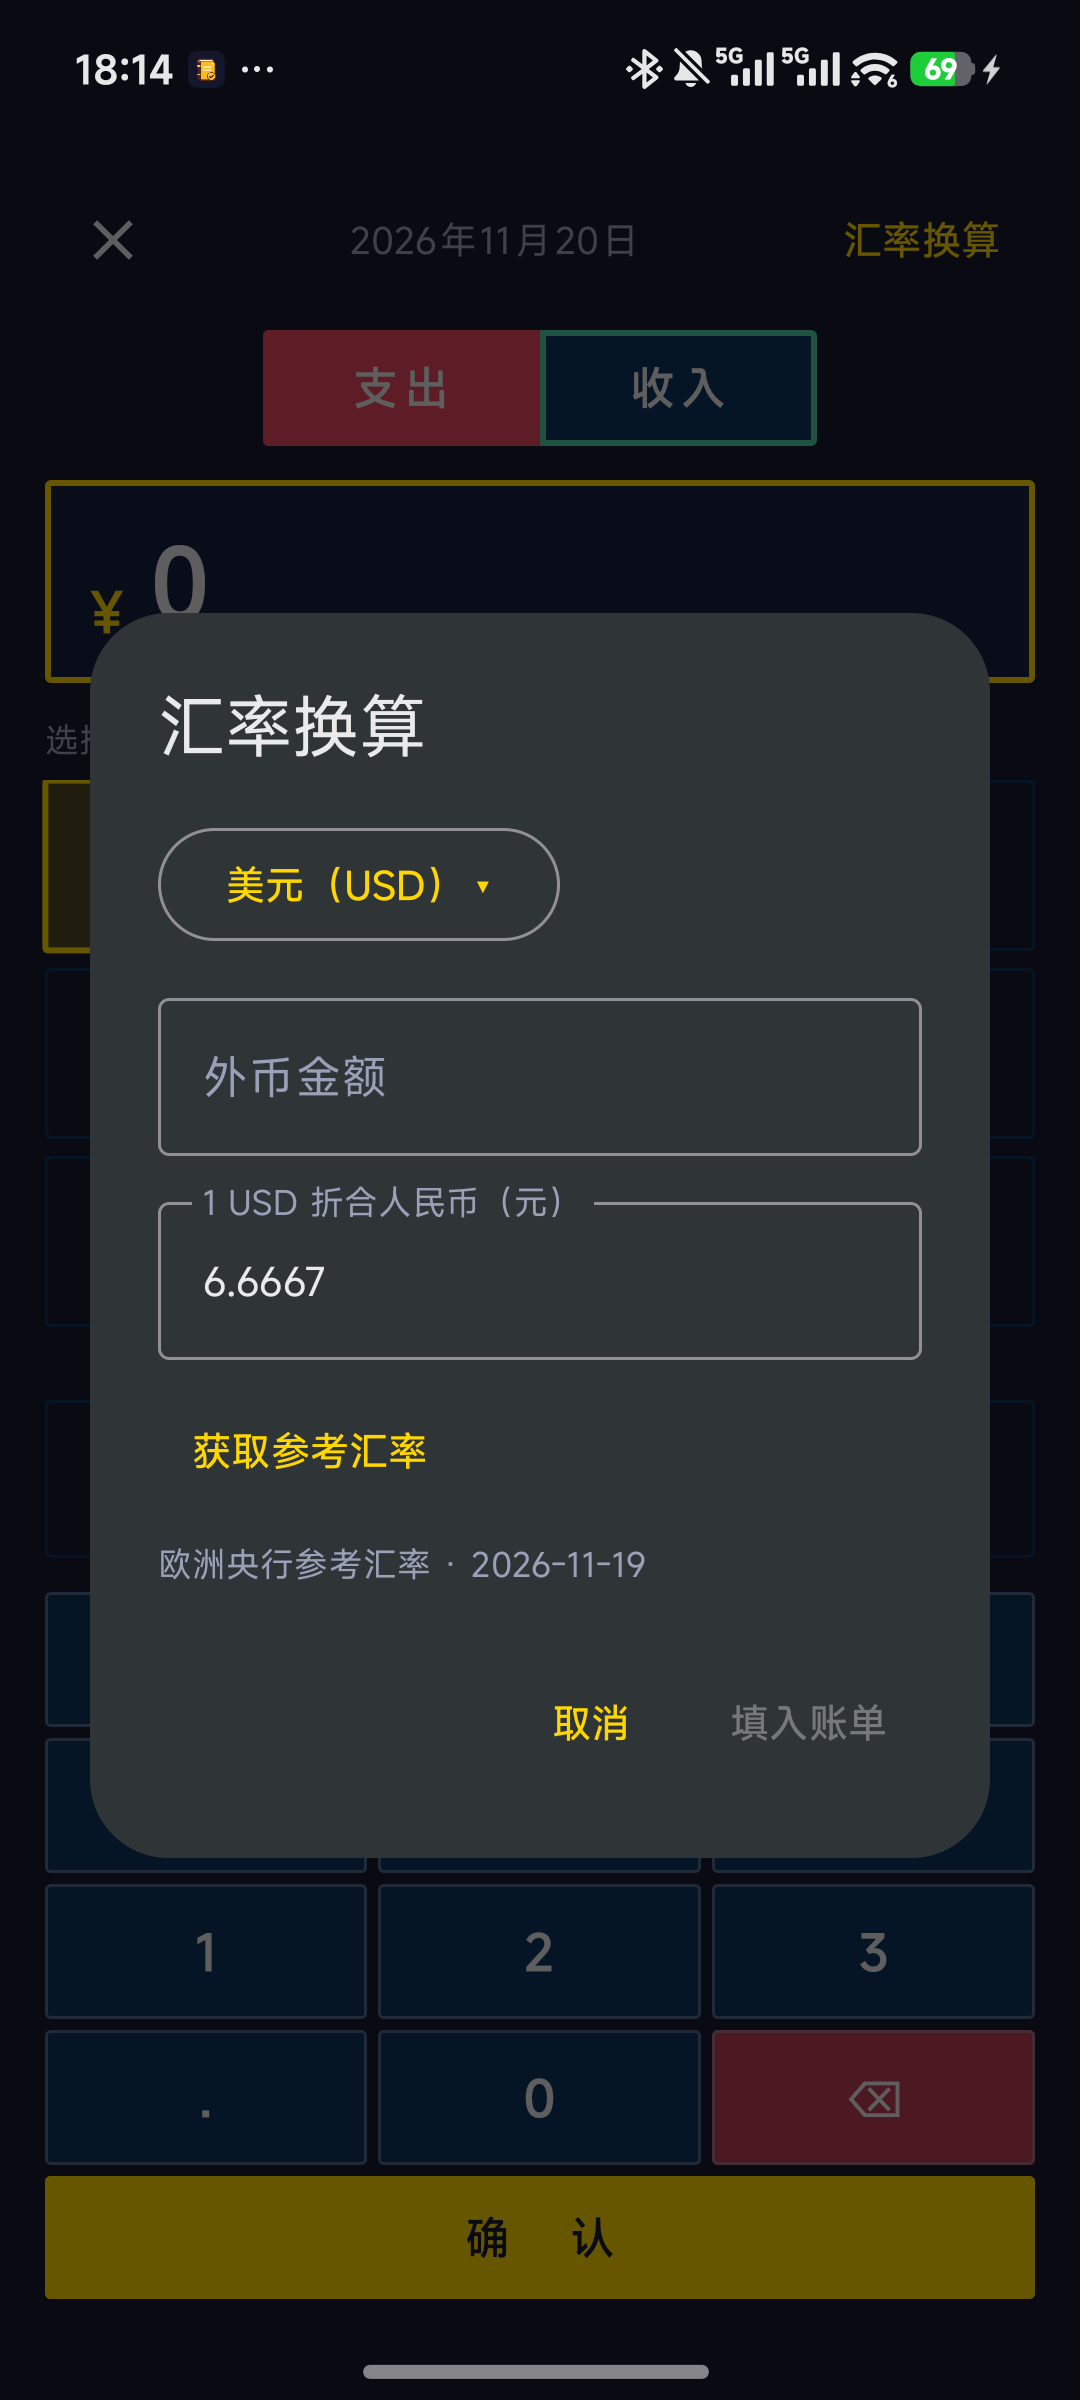 18:14 ... 5G 5G 6 69
2026年11月20日 汇率换算
支出 收入
¥ 0
选
汇率换算
美元（USD） ▾
外币金额
1 USD 折合人民币（元）
6.6667
获取参考汇率
欧洲央行参考汇率 · 2026-11-19
取消 填入账单
1 2 3
. 0
确 认